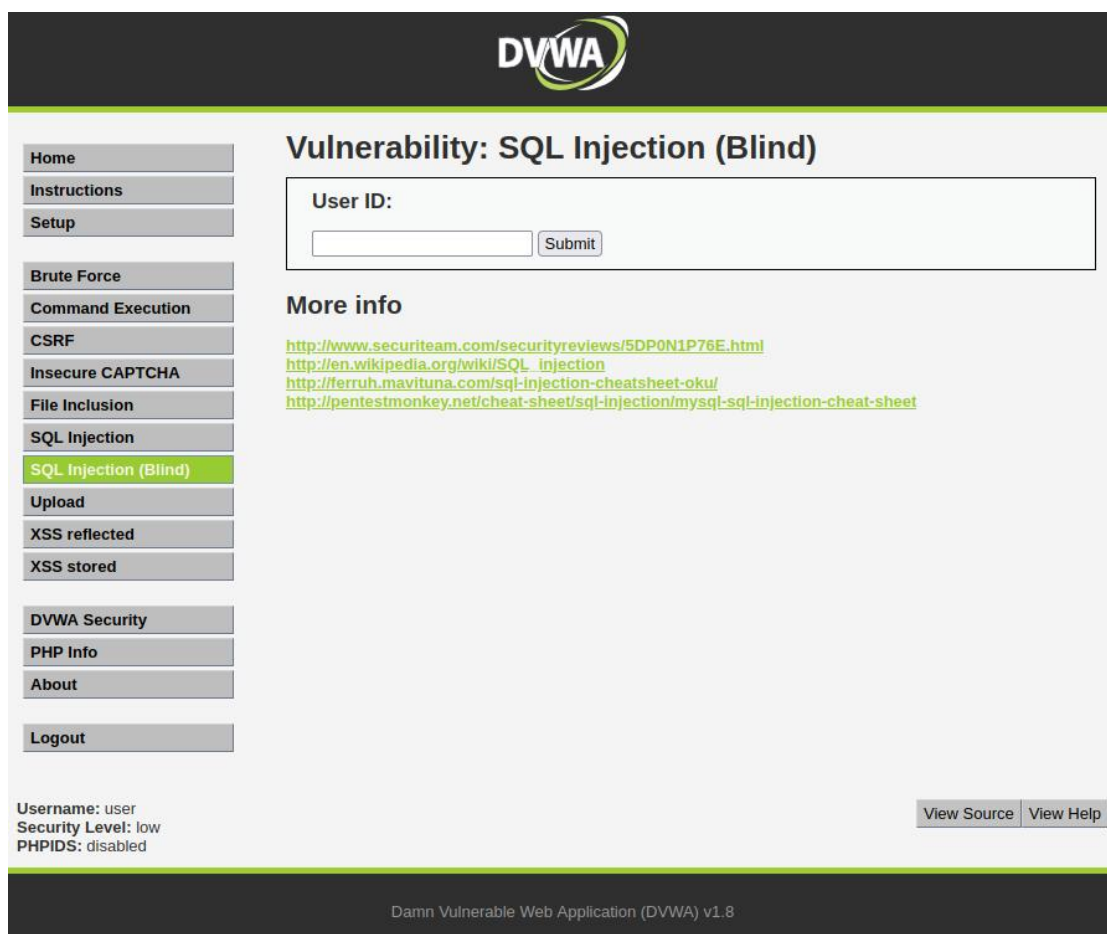 DVWA
Home
Instructions
Setup
Brute Force
Command Execution
CSRF
Insecure CAPTCHA
File Inclusion
SQL Injection
SQL Injection (Blind)
Upload
XSS reflected
XSS stored
DVWA Security
PHP Info
About
Logout
Vulnerability: SQL Injection (Blind)
User ID:
Submit
More info
http://www.securiteam.com/securityreviews/5DP0N1P76E.html
http://en.wikipedia.org/wiki/SQL_injection
http://ferruh.mavituna.com/sql-injection-cheatsheet-oku/
http://pentestmonkey.net/cheat-sheet/sql-injection/mysql-sql-injection-cheat-sheet
Username: user
Security Level: low
PHPIDS: disabled
View Source View Help
Damn Vulnerable Web Application (DVWA) v1.8